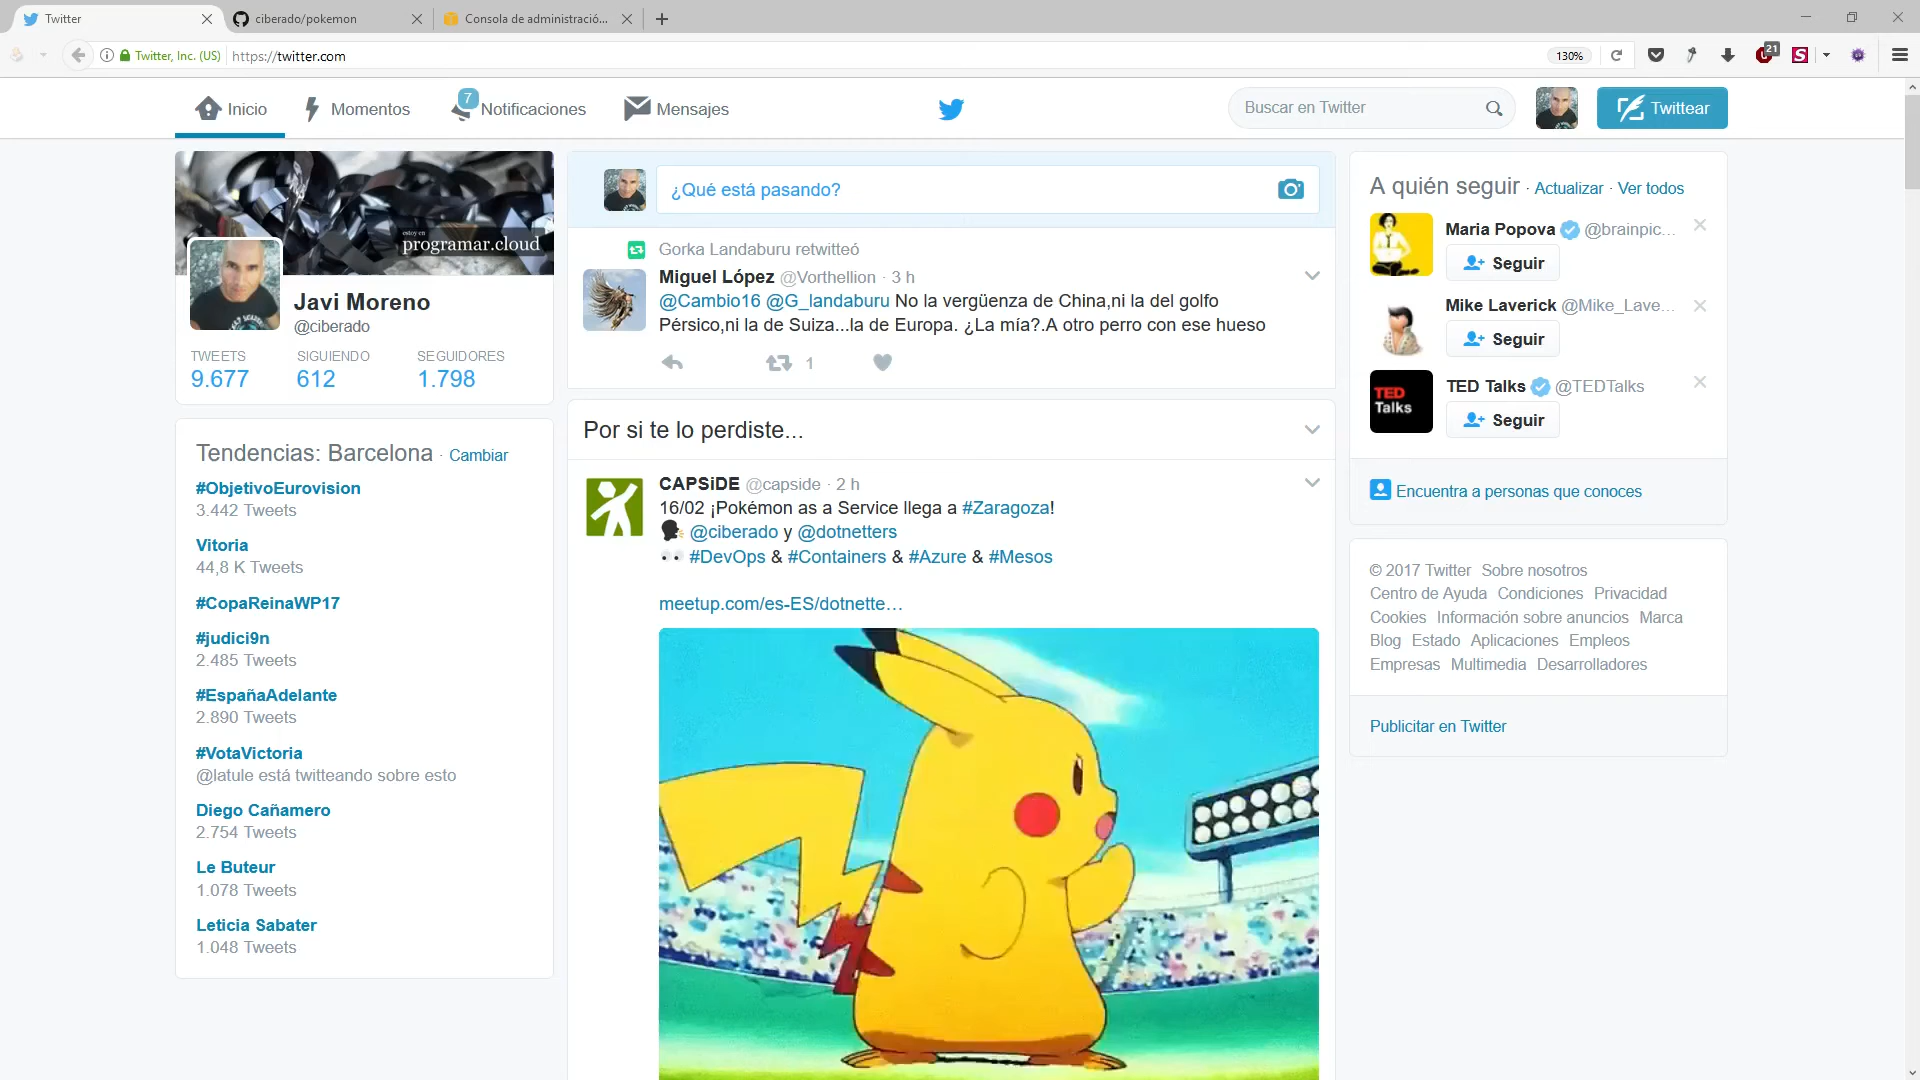 Twitter
ciberado/pokemon
Consola de administració...
Twitter, Inc. (US)
https://twitter.com
130%
21
S
Inicio
Momentos
7
Notificaciones
Mensajes
Buscar en Twitter
Twittear
estoy en
programar.cloud
Javi Moreno
@ciberado
TWEETS SIGUIENDO SEGUIDORES
9.677 612 1.798
Tendencias: Barcelona · Cambiar
#ObjetivoEurovision
3.442 Tweets
Vitoria
44,8 K Tweets
#CopaReinaWP17
#judici9n
2.485 Tweets
#EspañaAdelante
2.890 Tweets
#VotaVictoria
@latule está twitteando sobre esto
Diego Cañamero
2.754 Tweets
Le Buteur
1.078 Tweets
Leticia Sabater
1.048 Tweets
¿Qué está pasando?
Gorka Landaburu retwitteó
Miguel López @Vorthellion · 3 h
@Cambio16 @G_landaburu No la vergüenza de China,ni la del golfo
Pérsico,ni la de Suiza...la de Europa. ¿La mía?.A otro perro con ese hueso
1
Por si te lo perdiste...
CAPSiDE @capside · 2 h
16/02 ¡Pokémon as a Service llega a #Zaragoza!
@ciberado y @dotnetters
#DevOps & #Containers & #Azure & #Mesos
meetup.com/es-ES/dotnette…
A quién seguir · Actualizar · Ver todos
Maria Popova @brainpic...
Seguir
Mike Laverick @Mike_Lave...
Seguir
TED Talks
TED Talks @TEDTalks
Seguir
Encuentra a personas que conoces
© 2017 Twitter Sobre nosotros
Centro de Ayuda Condiciones Privacidad
Cookies Información sobre anuncios Marca
Blog Estado Aplicaciones Empleos
Empresas Multimedia Desarrolladores
Publicitar en Twitter